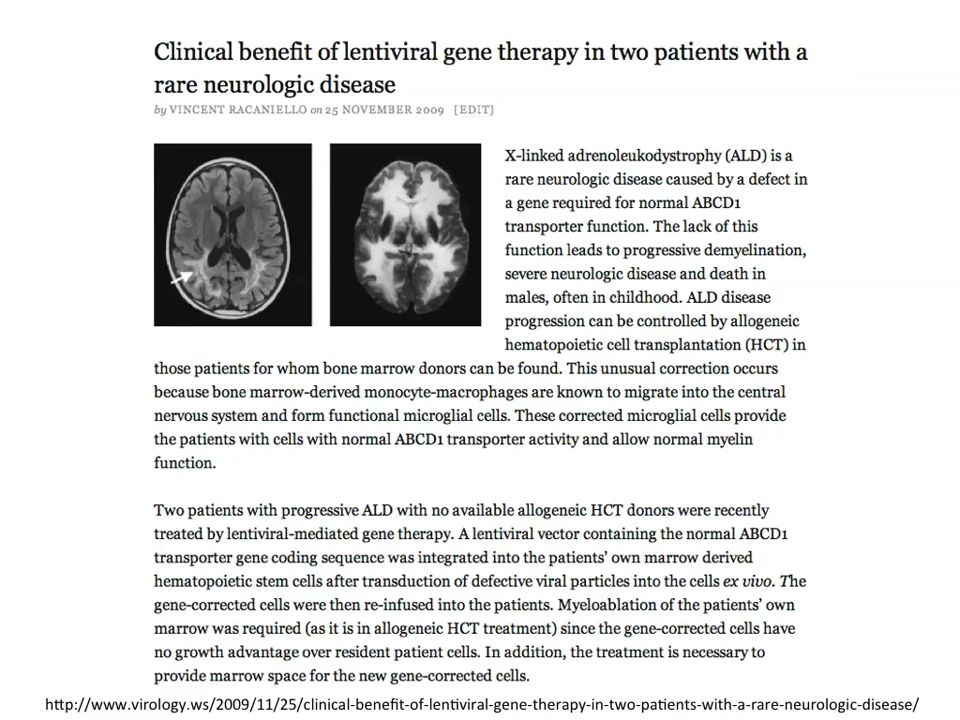 Clinical benefit of lentiviral gene therapy in two patients with a
rare neurologic disease
by VINCENT RACANIELLO on 25 NOVEMBER 2009 [EDIT]
X-linked adrenoleukodystrophy (ALD) is a
rare neurologic disease caused by a defect in
a gene required for normal ABCD1
transporter function. The lack of this
function leads to progressive demyelination,
severe neurologic disease and death in
males, often in childhood. ALD disease
progression can be controlled by allogeneic
hematopoietic cell transplantation (HCT) in
those patients for whom bone marrow donors can be found. This unusual correction occurs
because bone marrow-derived monocyte-macrophages are known to migrate into the central
nervous system and form functional microglial cells. These corrected microglial cells provide
the patients with cells with normal ABCD1 transporter activity and allow normal myelin
function.
Two patients with progressive ALD with no available allogeneic HCT donors were recently
treated by lentiviral-mediated gene therapy. A lentiviral vector containing the normal ABCD1
transporter gene coding sequence was integrated into the patients' own marrow derived
hematopoietic stem cells after transduction of defective viral particles into the cells ex vivo. The
gene-corrected cells were then re-infused into the patients. Myeloablation of the patients' own
marrow was required (as it is in allogeneic HCT treatment) since the gene-corrected cells have
no growth advantage over resident patient cells. In addition, the treatment is necessary to
provide marrow space for the new gene-corrected cells.
http://www.virology.ws/2009/11/25/clinical-benefit-of-lentiviral-gene-therapy-in-two-patients-with-a-rare-neurologic-disease/